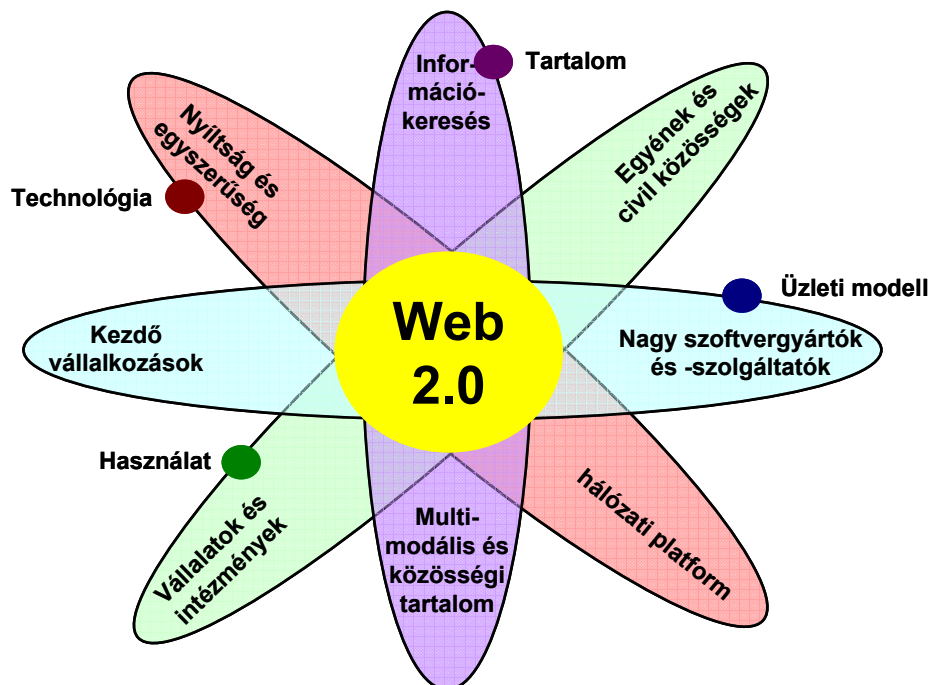 Infor-
máció-
keresés
Tartalom
Egyének és
civil közösségek
Nyíltság és
egyszerűség
Technológia
Üzleti modell
Kezdő
vállalkozások
Web
2.0
Nagy szoftvergyártók
és -szolgáltatók
Használat
Vállalatok és
intézmények
Multi-
modális és
közösségi
tartalom
hálózati platform